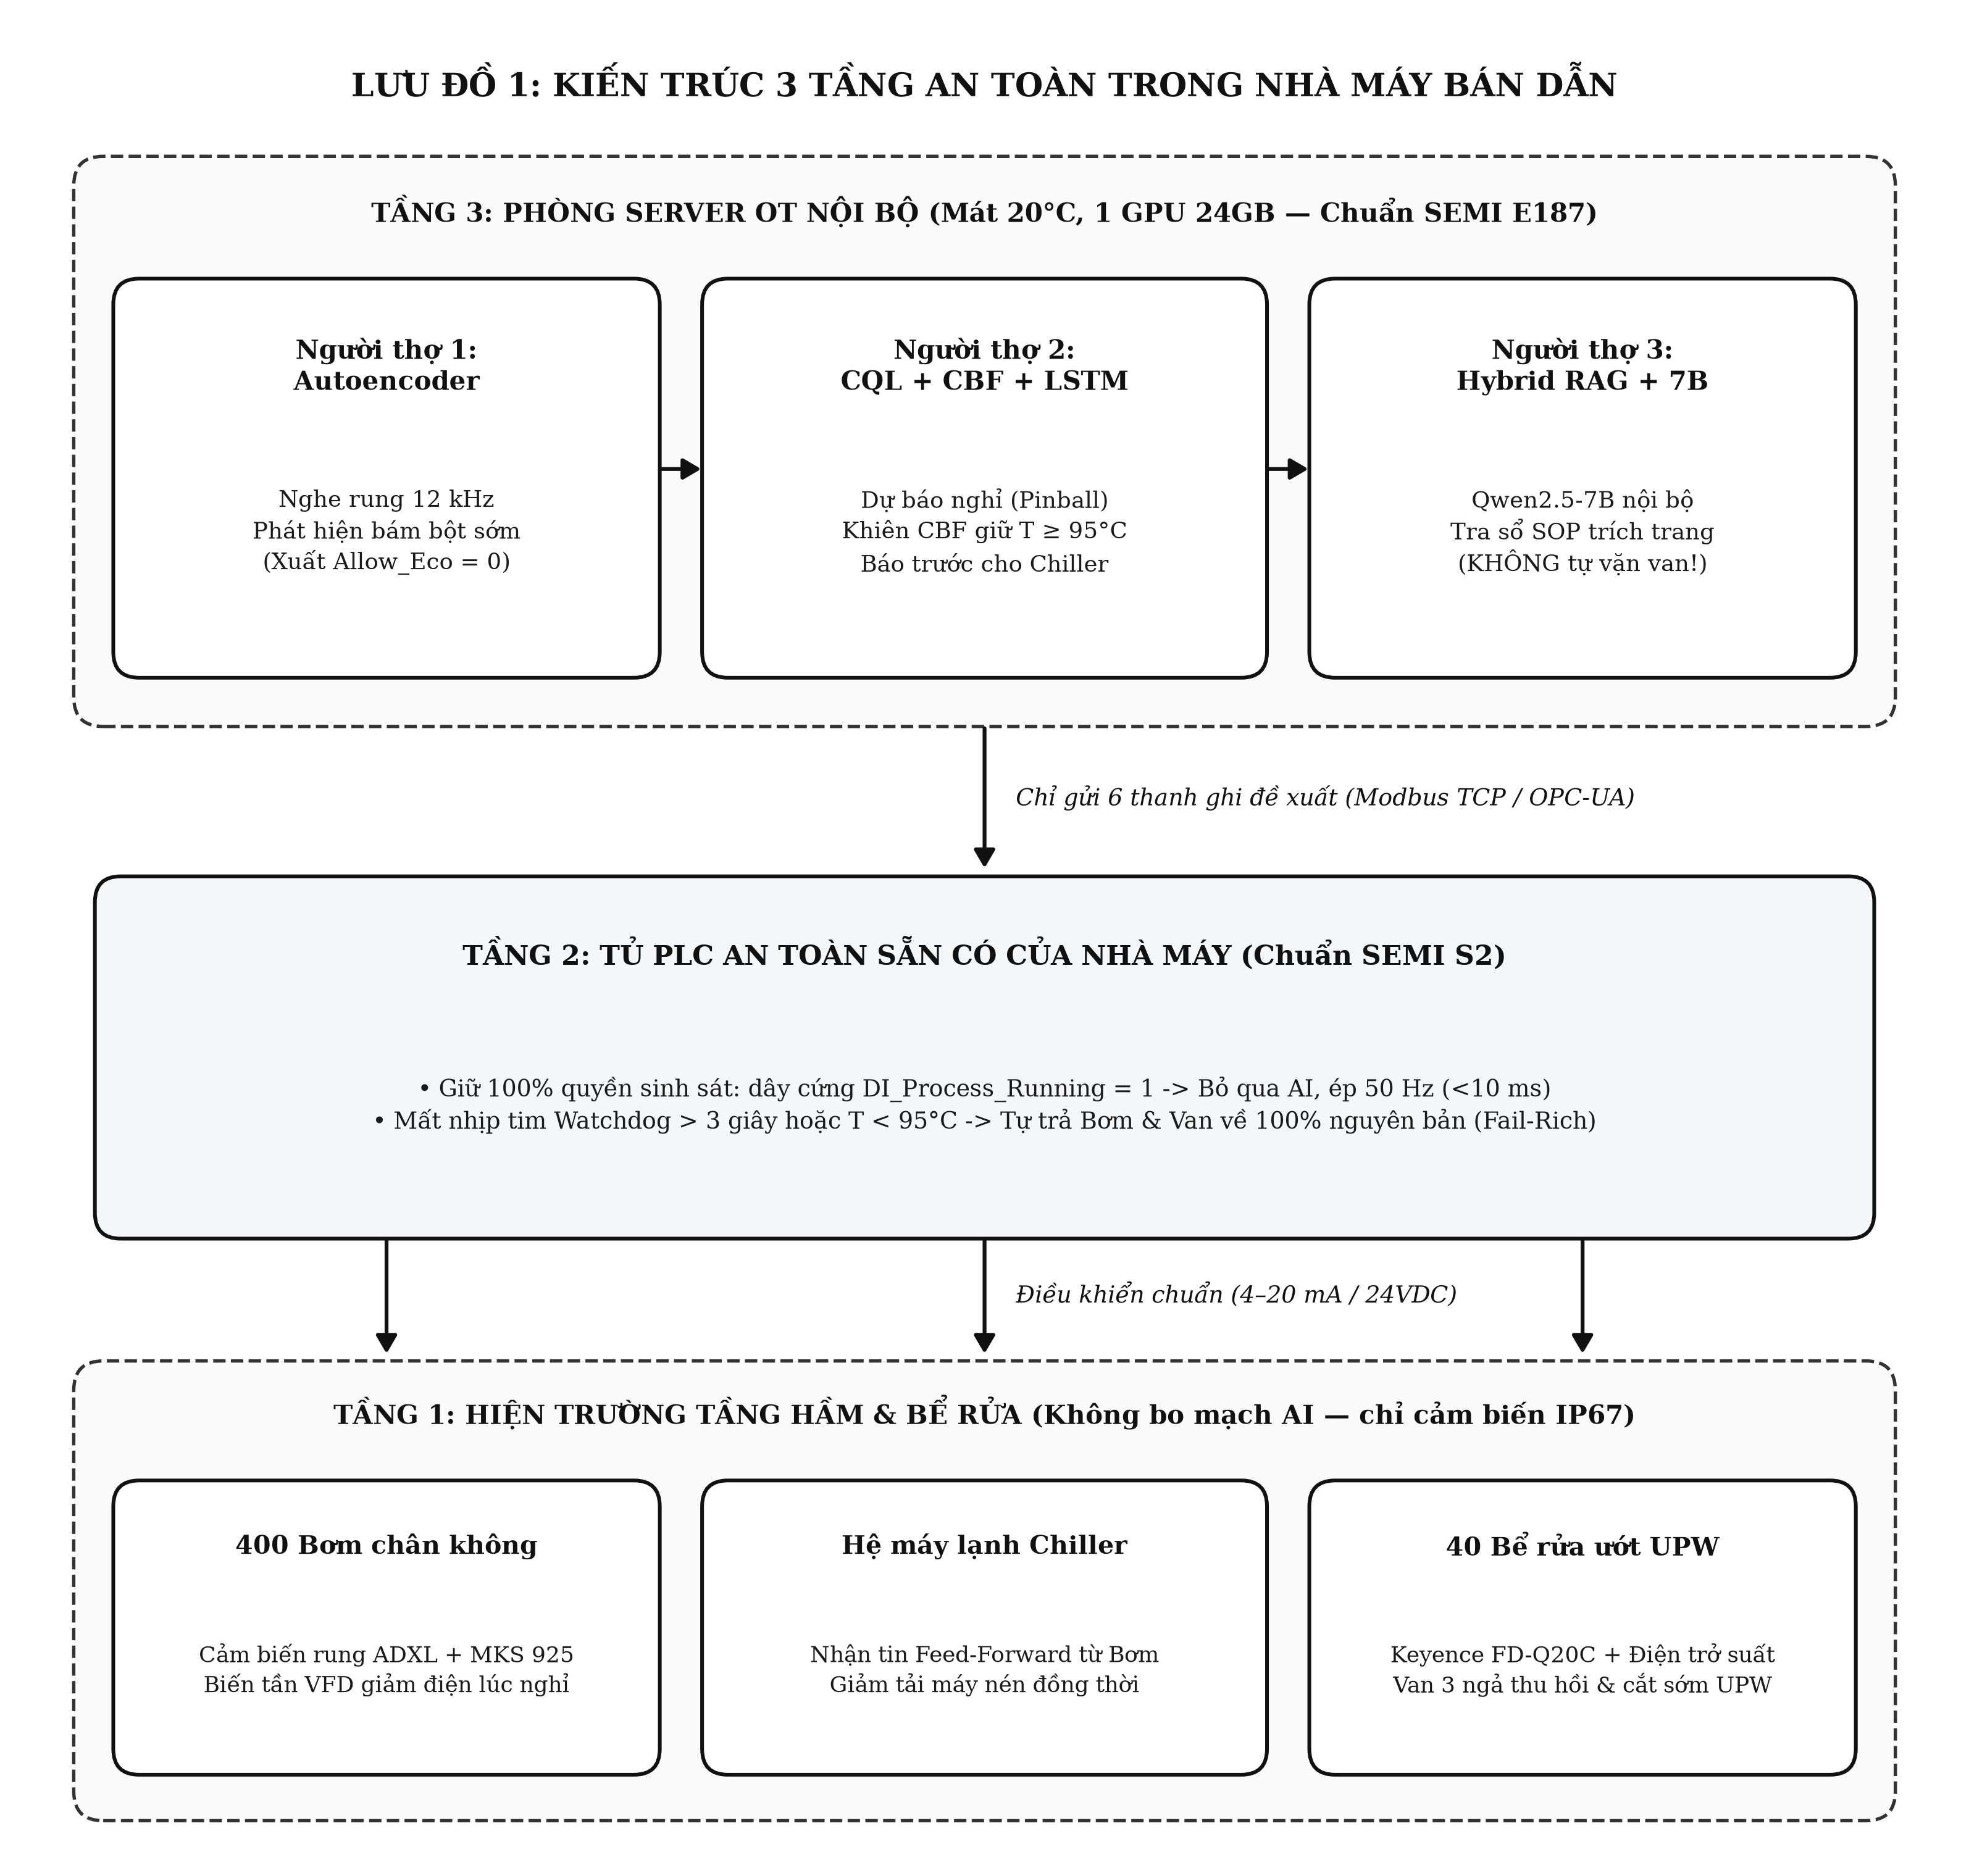 LƯU ĐỒ 1: KIẾN TRÚC 3 TẦNG AN TOÀN TRONG NHÀ MÁY BÁN DẪN
TẦNG 3: PHÒNG SERVER OT NỘI BỘ (Mát 20°C, 1 GPU 24GB — Chuẩn SEMI E187)
Người thợ 1:
Autoencoder
Nghe rung 12 kHz
Phát hiện bám bột sớm
(Xuất Allow_Eco = 0)
Người thợ 2:
CQL + CBF + LSTM
Dự báo nghỉ (Pinball)
Khiên CBF giữ T ≥ 95°C
Báo trước cho Chiller
Người thợ 3:
Hybrid RAG + 7B
Qwen2.5-7B nội bộ
Tra sổ SOP trích trang
(KHÔNG tự vặn van!)
Chỉ gửi 6 thanh ghi đề xuất (Modbus TCP / OPC-UA)
TẦNG 2: TỦ PLC AN TOÀN SẴN CÓ CỦA NHÀ MÁY (Chuẩn SEMI S2)
• Giữ 100% quyền sinh sát: dây cứng DI_Process_Running = 1 -> Bỏ qua AI, ép 50 Hz (<10 ms)
• Mất nhịp tim Watchdog > 3 giây hoặc T < 95°C -> Tự trả Bơm & Van về 100% nguyên bản (Fail-Rich)
Điều khiển chuẩn (4–20 mA / 24VDC)
TẦNG 1: HIỆN TRƯỜNG TẦNG HẦM & BỂ RỬA (Không bo mạch AI — chỉ cảm biến IP67)
400 Bơm chân không
Cảm biến rung ADXL + MKS 925
Biến tần VFD giảm điện lúc nghỉ
Hệ máy lạnh Chiller
Nhận tin Feed-Forward từ Bơm
Giảm tải máy nén đồng thời
40 Bể rửa ướt UPW
Keyence FD-Q20C + Điện trở suất
Van 3 ngả thu hồi & cắt sớm UPW